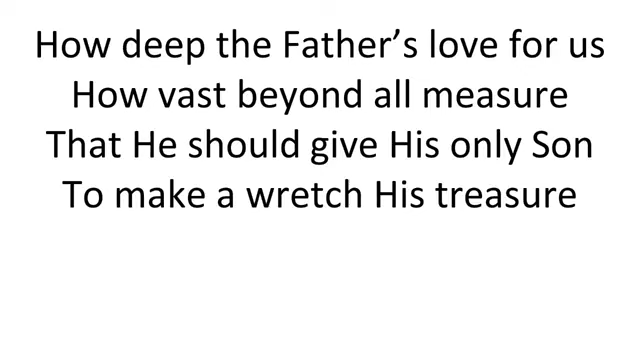 How deep the Father’s love for us
How vast beyond all measure
That He should give His only Son
To make a wretch His treasure